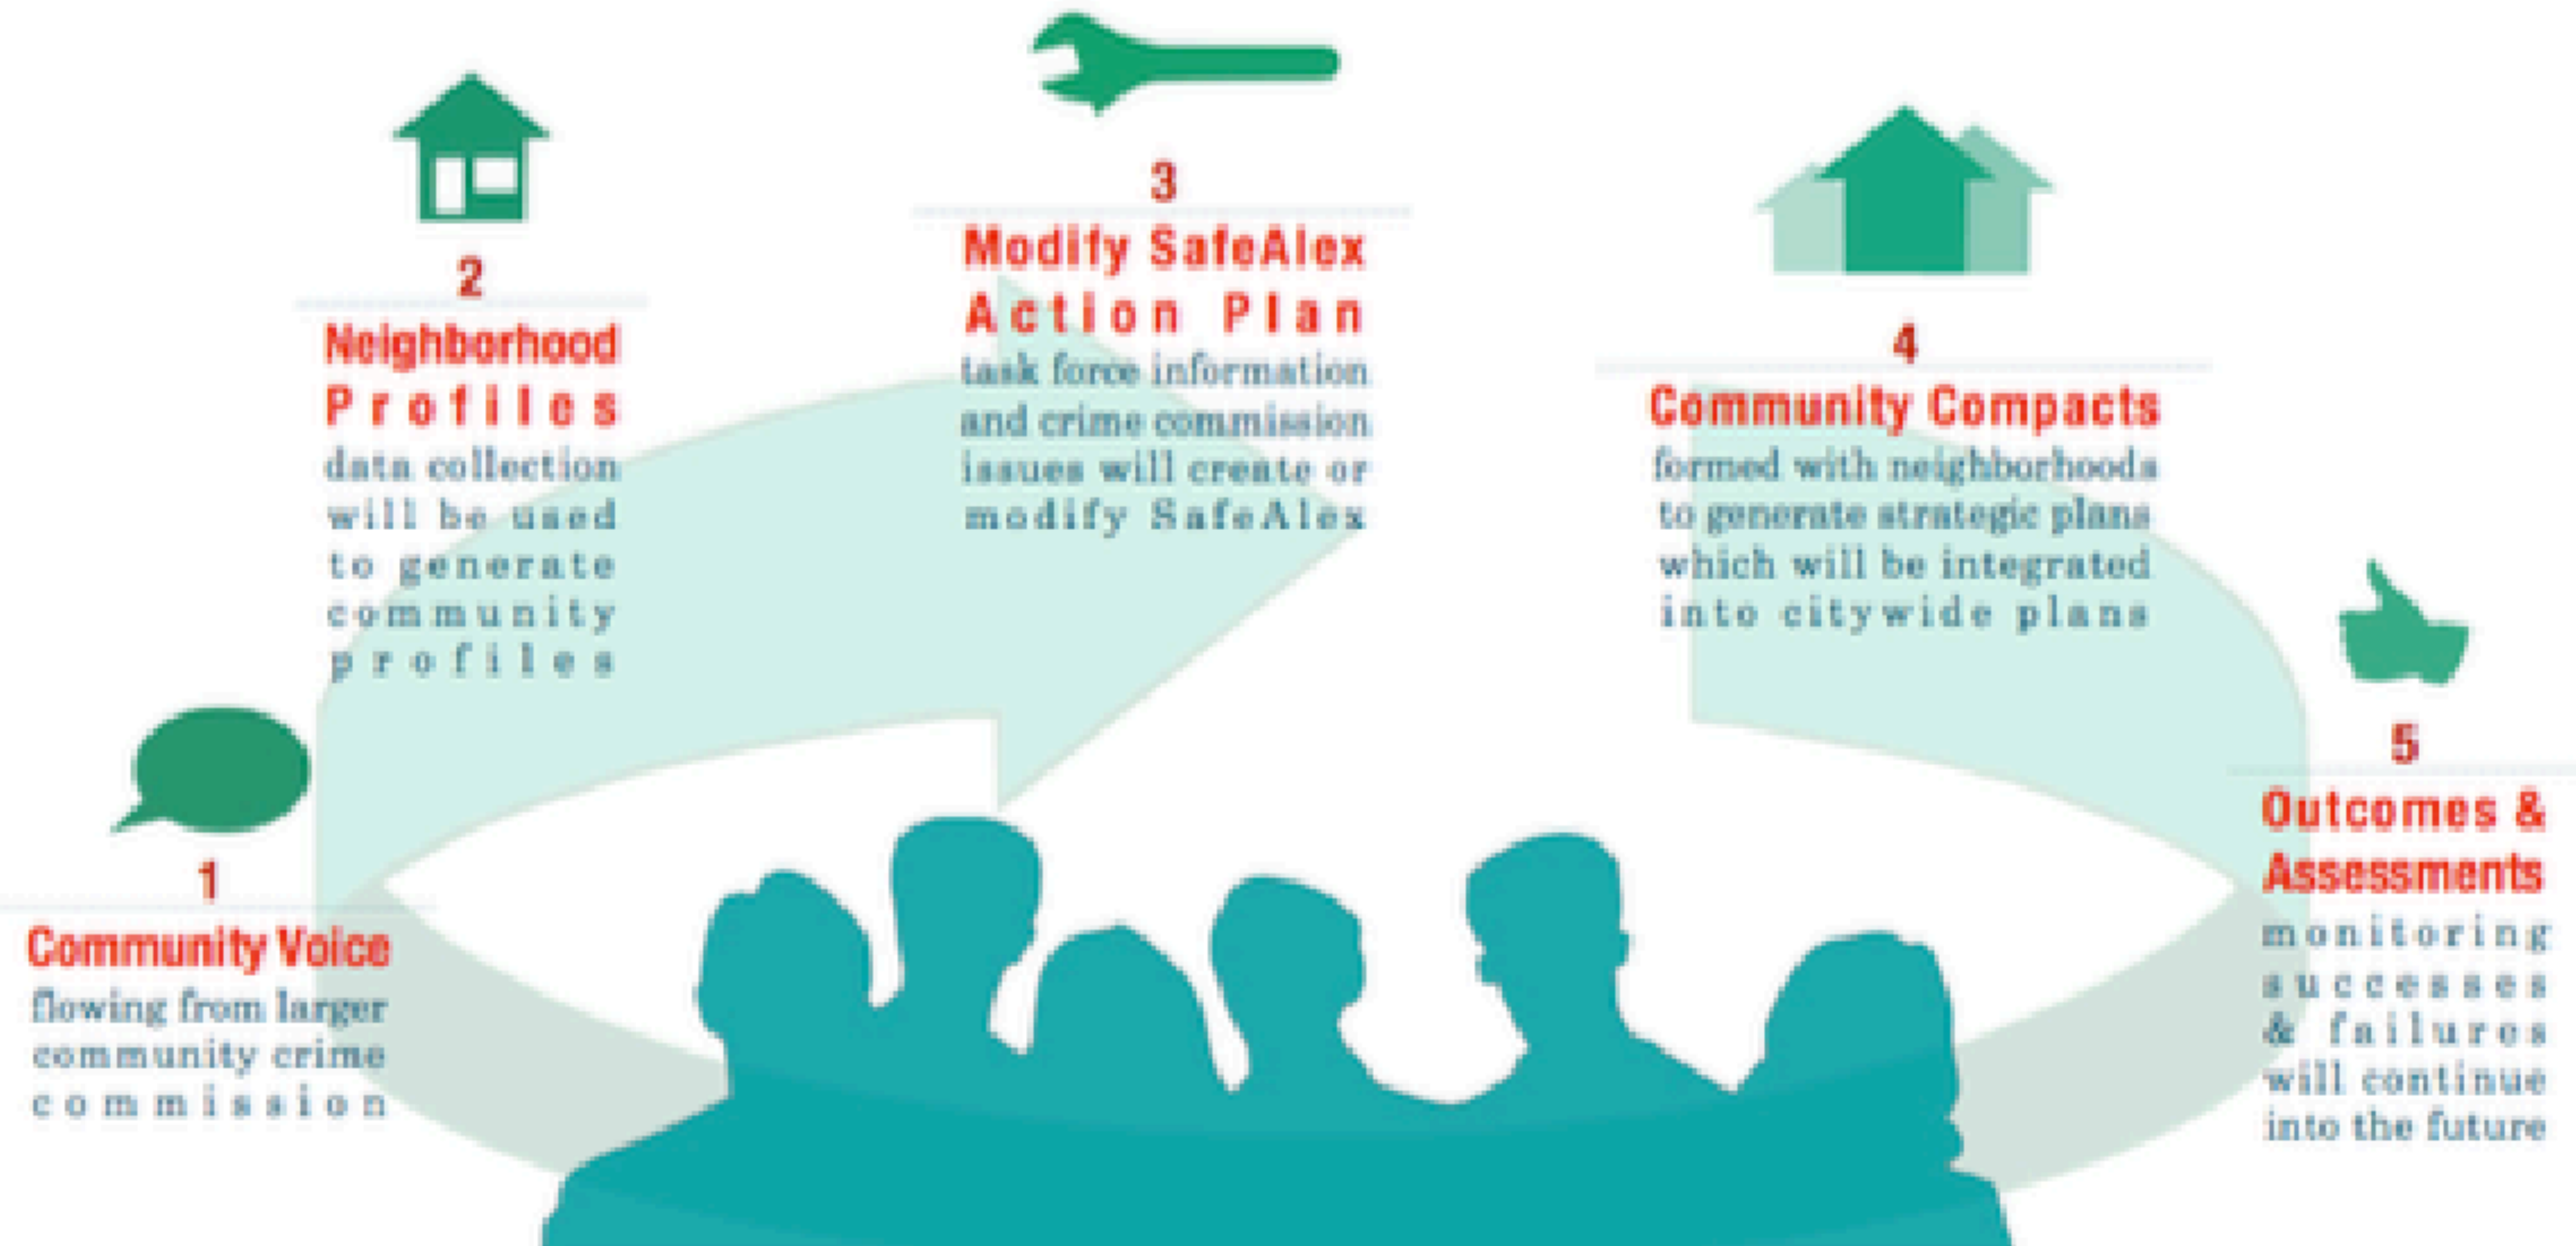 1
Community Voice
flowing from larger
community crime
commission
2
Neighborhood
Profiles
data collection
will be used
to generate
community
profiles
3
Modify SafeAlex
Action Plan
task force information
and crime commission
issues will create or
modify SafeAlex
4
Community Compacts
formed with neighborhoods
to generate strategic plans
which will be integrated
into citywide plans
5
Outcomes &
Assessments
monitoring
successes
& failures
will continue
into the future